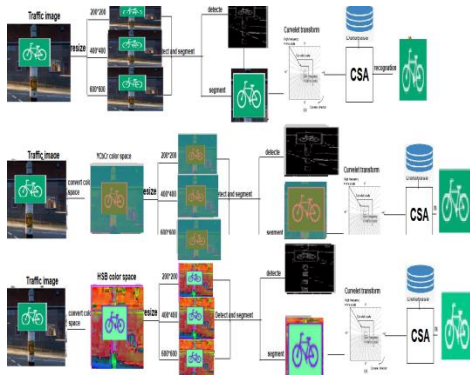 Traffic image
200*200
resize
400*400
600*600
detect and segment
detecte
segment
Curvelet transform
CSA
recognation
Traffic image
convert colo
space
YCbCr color space
resize
200*200
400*400
600*600
Detect and segment
detecte
segment
Curvelet transform
CSA
Traffic image
convert colo
space
HSB color space
resize
200*200
400*400
600*600
Detect and segment
detecte
segment
Curvelet transform
CSA